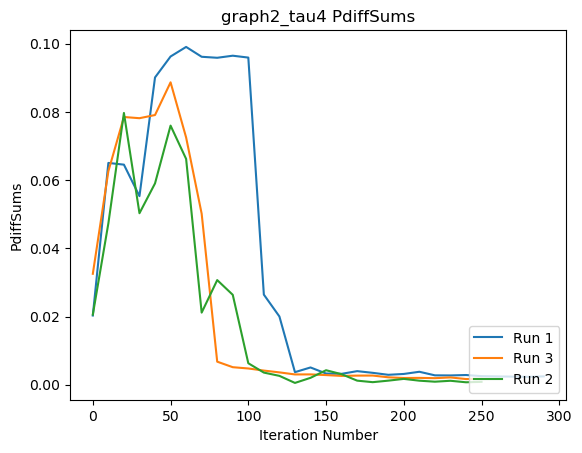 graph2_tau4 PdiffSums
PdiffSums
0.10
0.08
0.06
0.04
0.02
0.00
0
50
100
150
200
250
300
Iteration Number
Run 1
Run 3
Run 2